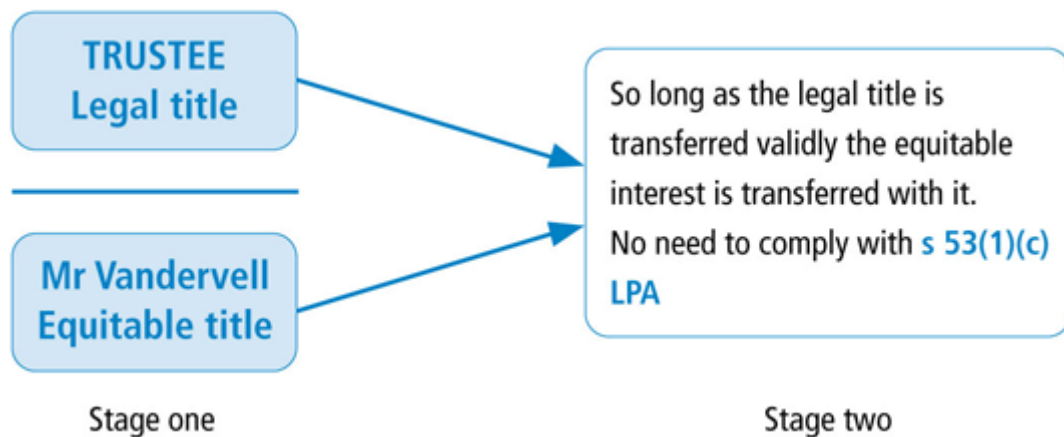 TRUSTEE
Legal title
Mr Vandervell
Equitable title
Stage one
So long as the legal title is
transferred validly the equitable
interest is transferred with it.
No need to comply with s 53(1)(c)
LPA
Stage two